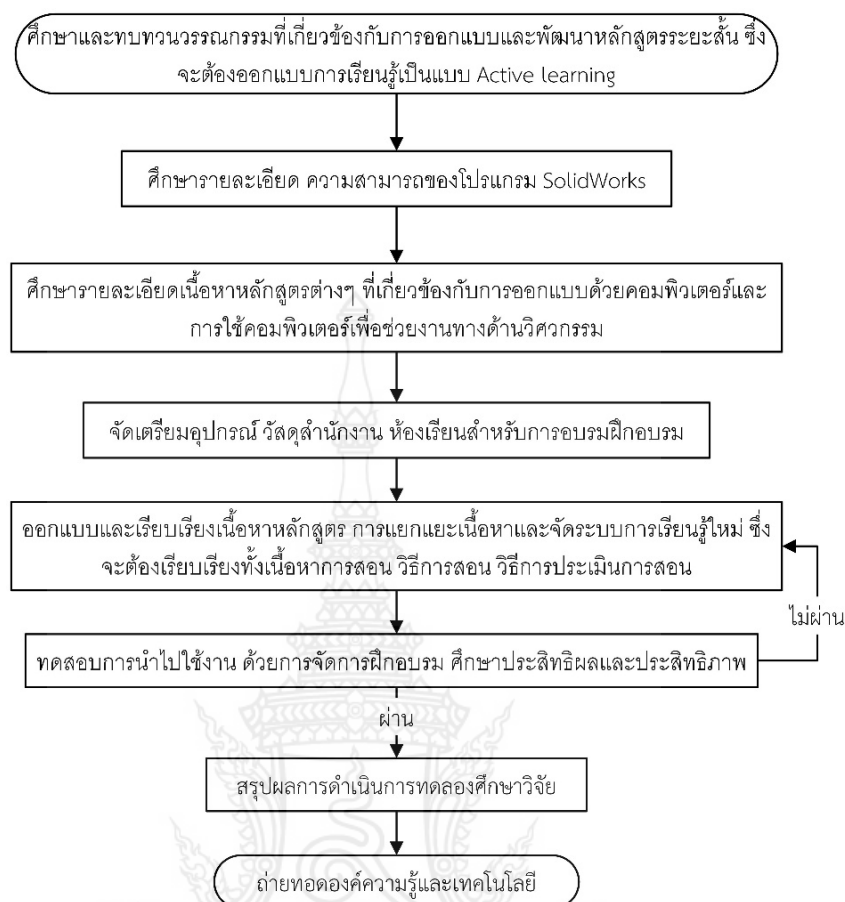 ศึกษาและทบทวนวรรณกรรมที่เกี่ยวข้องกับการออกแบบและพัฒนาหลักสูตรระยะสั้น ซึ่ง
จะต้องออกแบบการเรียนรู้เป็นแบบ Active learning
ศึกษารายละเอียด ความสามารถของโปรแกรม SolidWorks
ศึกษารายละเอียดเนื้อหาหลักสูตรต่างๆ ที่เกี่ยวข้องกับการออกแบบด้วยคอมพิวเตอร์และ
การใช้คอมพิวเตอร์เพื่อช่วยงานทางด้านวิศวกรรม
จัดเตรียมอุปกรณ์ วัสดุสำนักงาน ห้องเรียนสำหรับการอบรมฝึกอบรม
ออกแบบและเรียบเรียงเนื้อหาหลักสูตร การแยกแยะเนื้อหาและจัดระบบการเรียนรู้ใหม่ ซึ่ง
จะต้องเรียบเรียงทั้งเนื้อหาการสอน วิธีการสอน วิธีการประเมินการสอน
ไม่ผ่าน
ทดสอบการนำไปใช้งาน ด้วยการจัดการฝึกอบรม ศึกษาประสิทธิผลและประสิทธิภาพ
ผ่าน
สรุปผลการดำเนินการทดลองศึกษาวิจัย
ถ่ายทอดองค์ความรู้และเทคโนโลยี